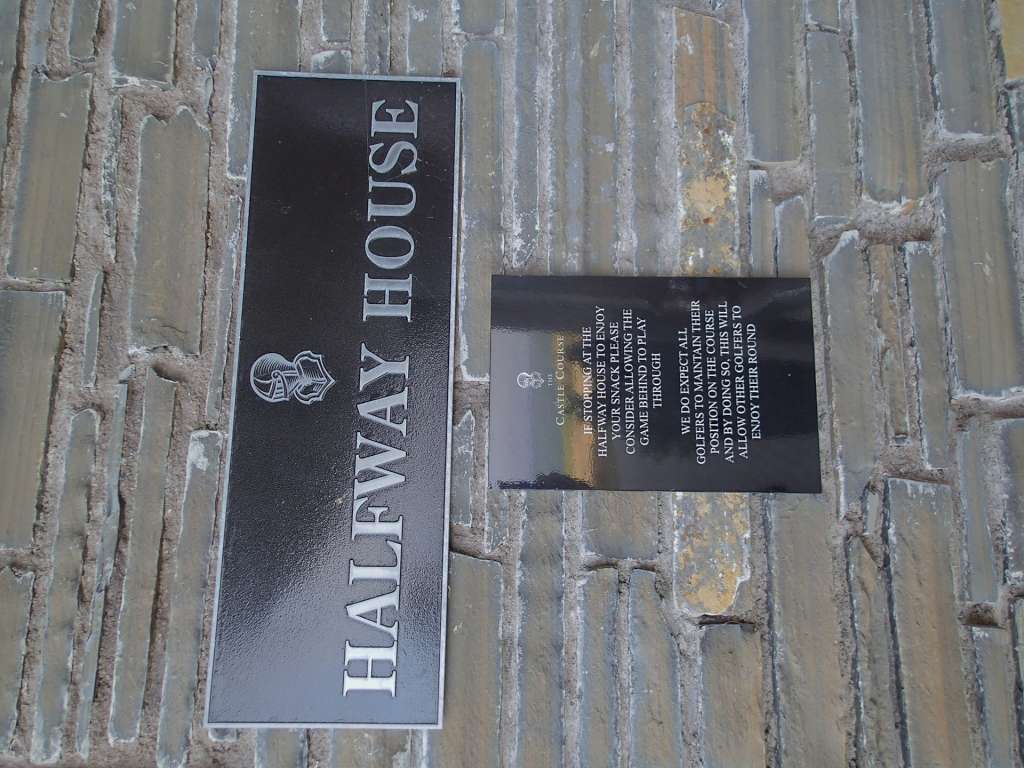 HALFWAY HOUSE
THE
CASTLE COURSE
IF STOPING AT THE
HALFWAY HOUSE TO ENJOY
YOUR SNACK PLEASE
CONSIDER ALLOWING THE
GAME BEHIND TO PLAY
THROUGH
WE DO EXPECT ALL
GOLFERS TO MAINTAIN THEIR
POSITION ON THE COURSE
AND BY DOING SO, THIS WILL
ALLOW OTHER GOLFERS TO
ENJOY THEIR ROUND